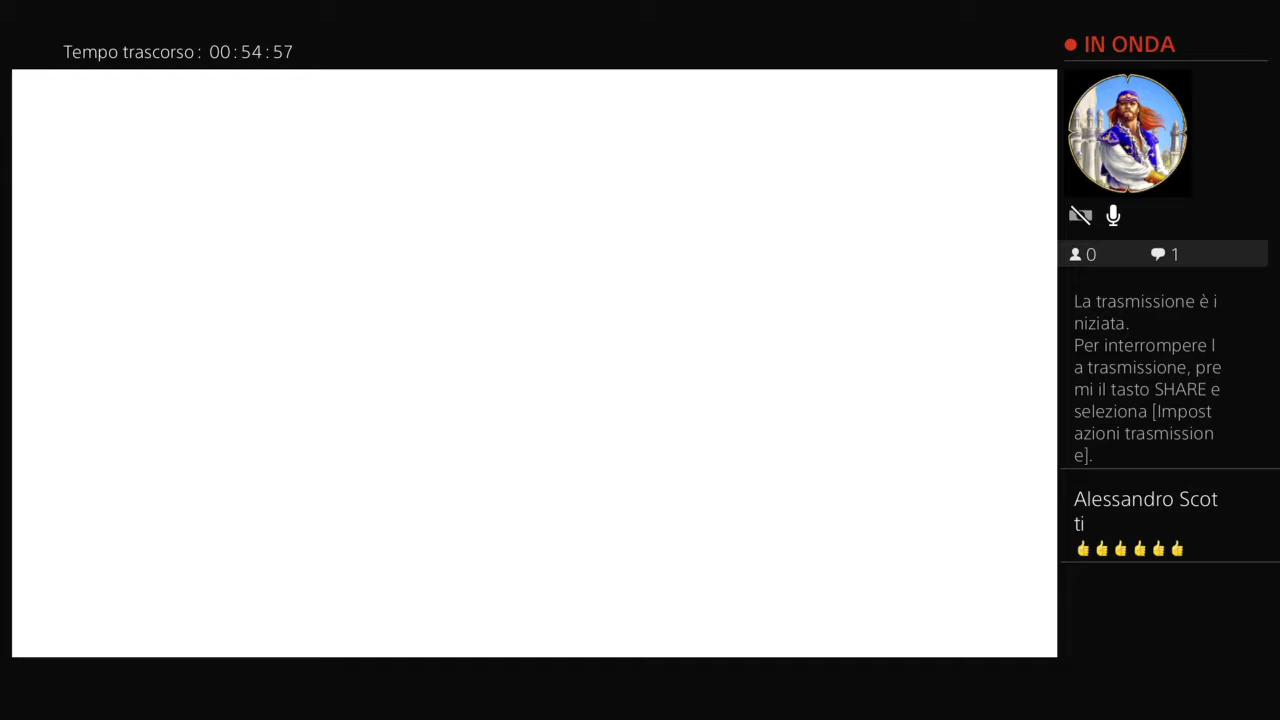 Tempo trascorso: 00:54:57
IN ONDA
0 1
La trasmissione è i
niziata.
Per interrompere l
a trasmissione, pre
mi il tasto SHARE e
seleziona [Impost
azioni trasmission
e].
Alessandro Scot
ti
👍👍👍👍👍👍